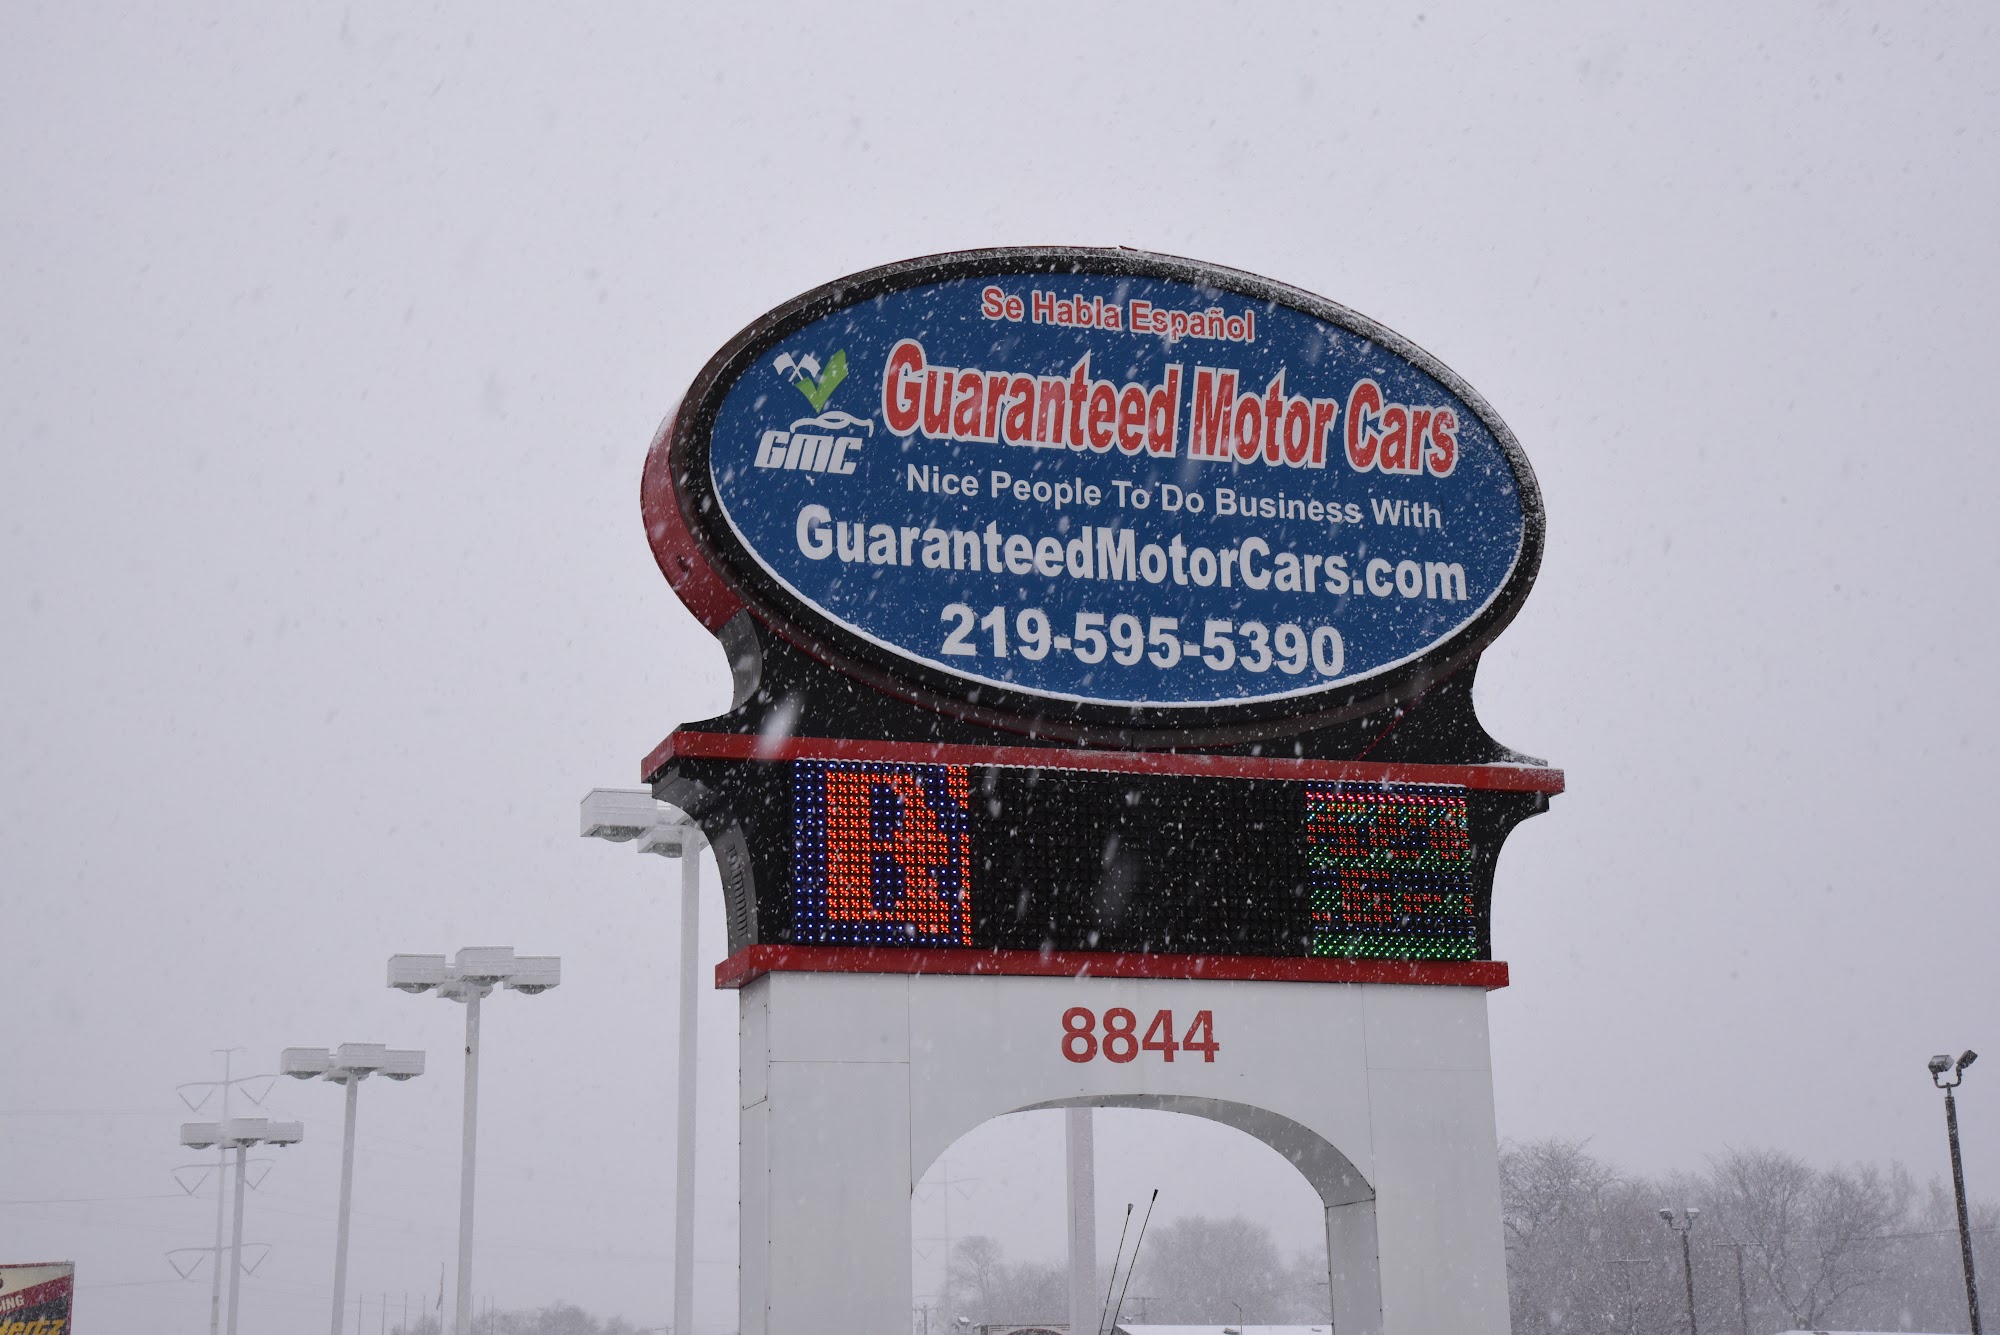 Se Habla Español
Guaranteed Motor Cars
GMC
Nice People To Do Business With
GuaranteedMotorCars.com
219-595-5390
8844
Hertz